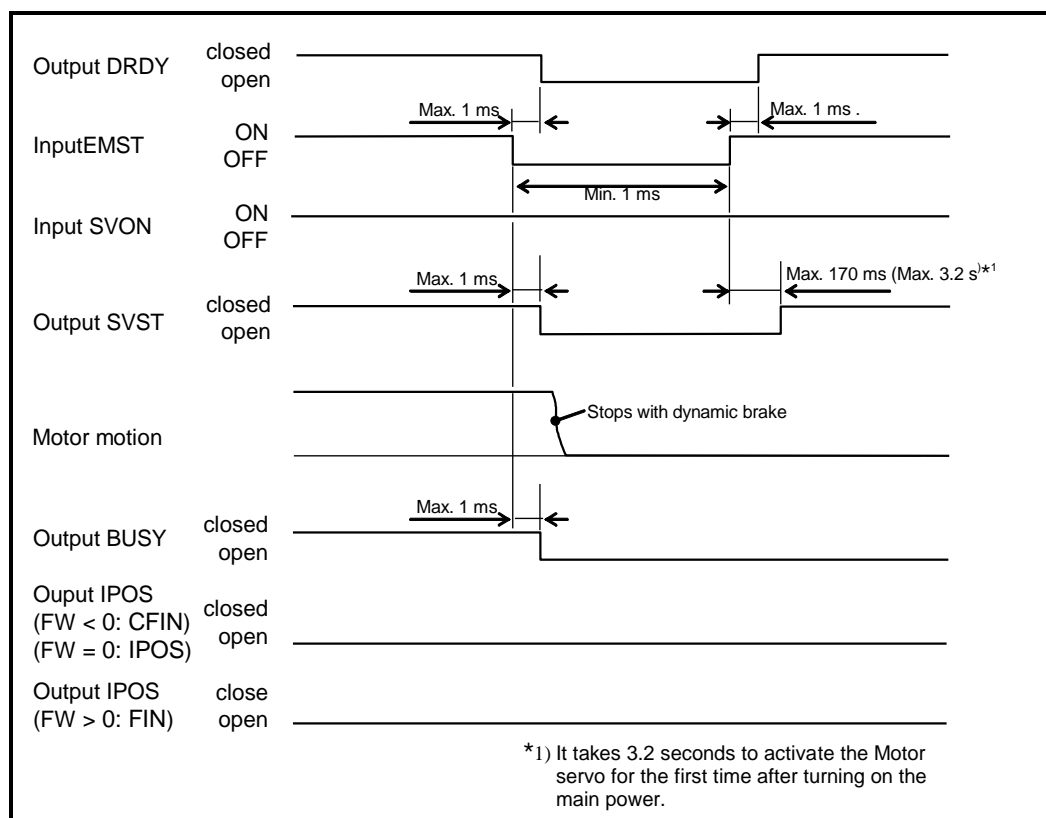 Output DRDY
closed
open
Max. 1 ms
Max. 1 ms .
InputEMST
ON
OFF
Min. 1 ms
Input SVON
ON
OFF
Max. 1 ms
Max. 170 ms (Max. 3.2 s)*1
Output SVST
closed
open
Stops with dynamic brake
Motor motion
Max. 1 ms
Output BUSY
closed
open
Ouput IPOS
(FW < 0: CFIN)
(FW = 0: IPOS)
closed
open
Output IPOS
(FW > 0: FIN)
close
open
*1) It takes 3.2 seconds to activate the Motor
servo for the first time after turning on the
main power.